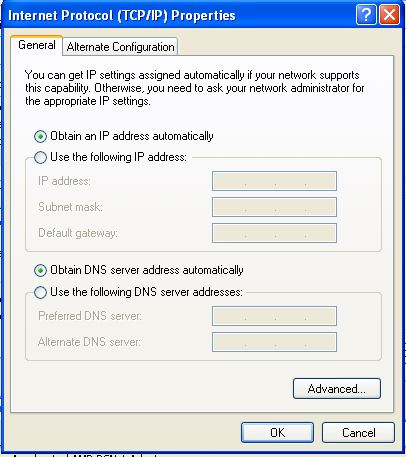 Internet Protocol (TCP/IP) Properties
General
Alternate Configuration
You can get IP settings assigned automatically if your network supports
this capability. Otherwise, you need to ask your network administrator for
the appropriate IP settings.
Obtain an IP address automatically
Use the following IP address:
IP address:
Subnet mask:
Default gateway:
Obtain DNS server address automatically
Use the following DNS server addresses:
Preferred DNS server:
Alternate DNS server:
Advanced...
OK
Cancel